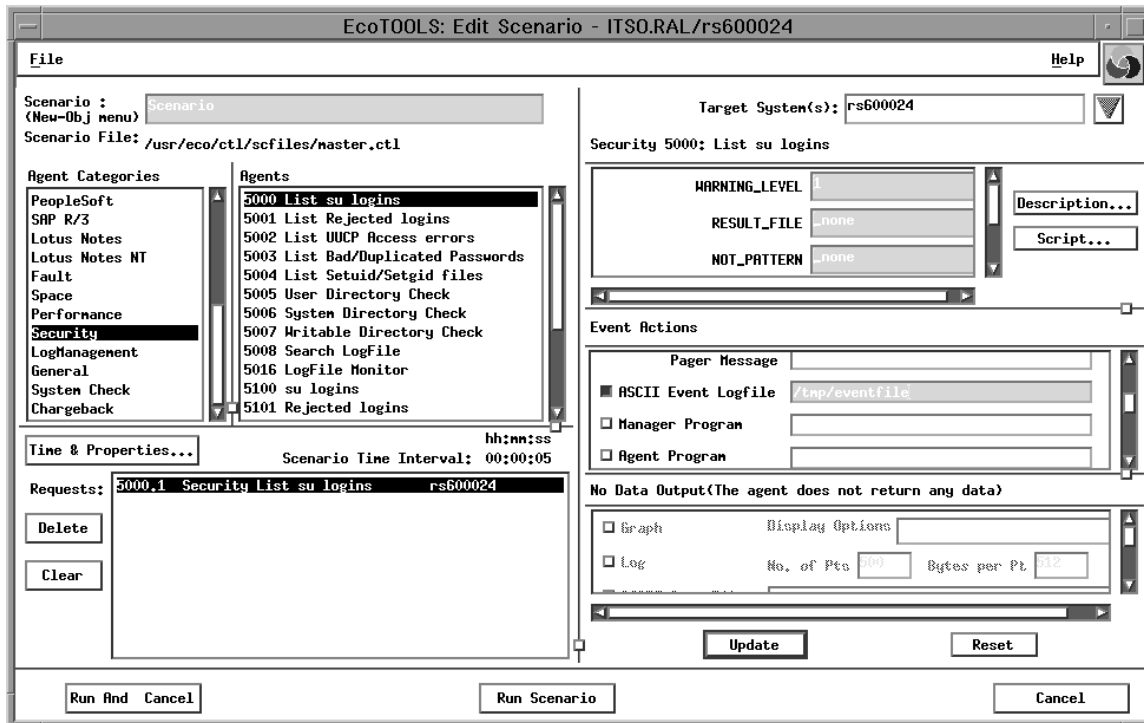 EcoTOOLS: Edit Scenario - ITSO.RAL/rs600024
File
Help
Scenario :
(New-Obj menu)
Scenario
Scenario File: /usr/eco/ctl/scfiles/master.ctl
Agent Categories
PeopleSoft
SAP R/3
Lotus Notes
Lotus Notes NT
Fault
Space
Performance
Security
LogManagement
General
System Check
Chargeback
Agents
5000 List su logins
5001 List Rejected logins
5002 List UUCP Access errors
5003 List Bad/Duplicated Passwords
5004 List Setuid/Setgid files
5005 User Directory Check
5006 System Directory Check
5007 Writable Directory Check
5008 Search LogFile
5016 LogFile Monitor
5100 su logins
5101 Rejected logins
Time & Properties...
hh:mm:ss
Scenario Time Interval: 00:00:05
Requests:
5000.1 Security List su logins rs600024
Delete
Clear
Target System(s): rs600024
Security 5000: List su logins
WARNING_LEVEL 1
RESULT_FILE _none
NOT_PATTERN _none
Description...
Script...
Event Actions
Pager Message
ASCII Event Logfile /tmp/eventfile
Manager Program
Agent Program
No Data Output(The agent does not return any data)
Graph Display Options
Log No. of Pts 500 Bytes per Pt 512
Update
Reset
Run And Cancel
Run Scenario
Cancel